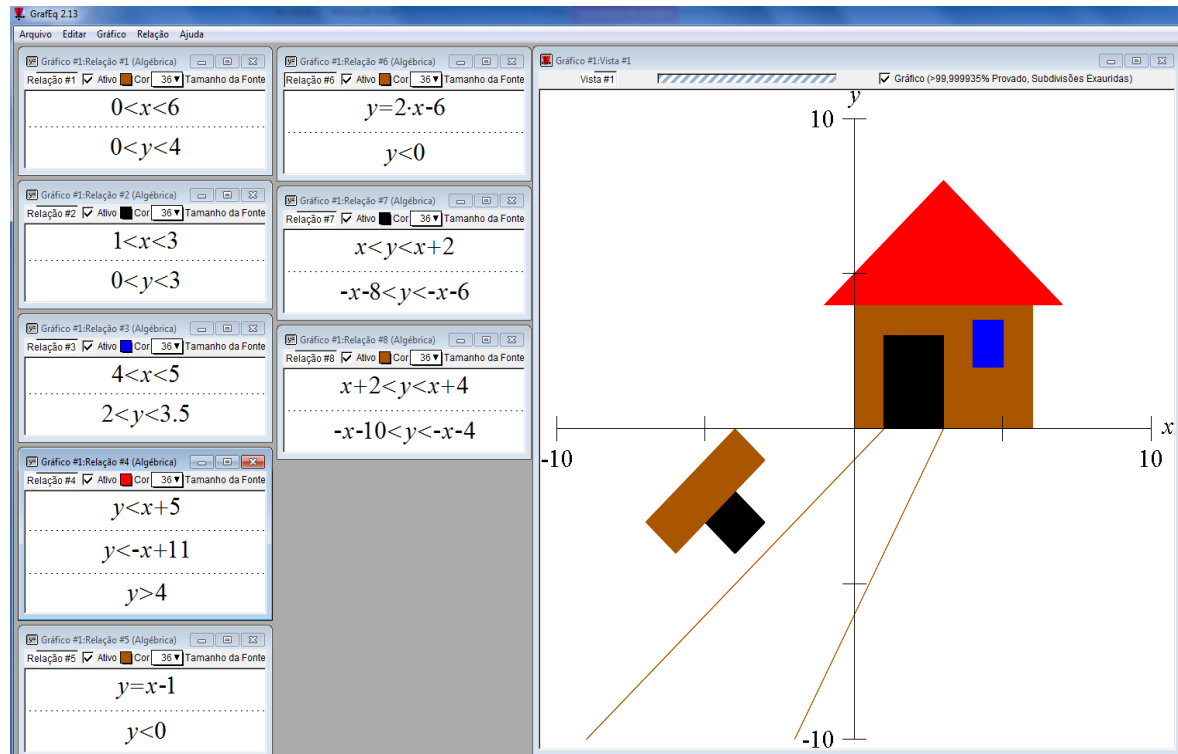 GrafEq 2.13
Arquivo Editar Gráfico Relação Ajuda
Gráfico #1:Relação #1 (Algébrica)
Relação #1 Ativo Cor 36 Tamanho da Fonte
0<x<6
0<y<4
Gráfico #1:Relação #2 (Algébrica)
Relação #2 Ativo Cor 36 Tamanho da Fonte
1<x<3
0<y<3
Gráfico #1:Relação #3 (Algébrica)
Relação #3 Ativo Cor 36 Tamanho da Fonte
4<x<5
2<y<3.5
Gráfico #1:Relação #4 (Algébrica)
Relação #4 Ativo Cor 36 Tamanho da Fonte
y<x+5
y<-x+11
y>4
Gráfico #1:Relação #5 (Algébrica)
Relação #5 Ativo Cor 36 Tamanho da Fonte
y=x-1
y<0
Gráfico #1:Relação #6 (Algébrica)
Relação #6 Ativo Cor 36 Tamanho da Fonte
y=2·x-6
y<0
Gráfico #1:Relação #7 (Algébrica)
Relação #7 Ativo Cor 36 Tamanho da Fonte
x<y<x+2
-x-8<y<-x-6
Gráfico #1:Relação #8 (Algébrica)
Relação #8 Ativo Cor 36 Tamanho da Fonte
x+2<y<x+4
-x-10<y<-x-4
Gráfico #1:Vista #1
Vista #1 Gráfico (>99,999935% Provado, Subdivisões Exauridas)
y
10
x
-10
10
-10